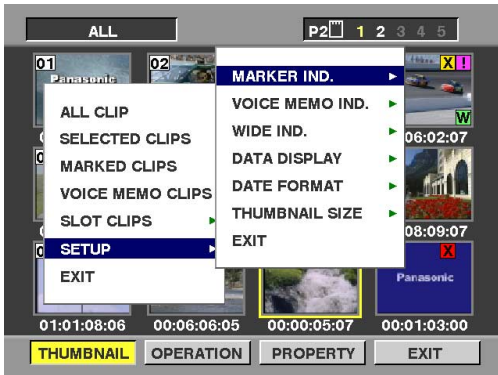 ALL
P2 1 2 3 4 5
01
Panasonic
02
X !
W
06:02:07
ALL CLIP
SELECTED CLIPS
MARKED CLIPS
VOICE MEMO CLIPS
SLOT CLIPS
SETUP
EXIT
MARKER IND.
VOICE MEMO IND.
WIDE IND.
DATA DISPLAY
DATE FORMAT
THUMBNAIL SIZE
EXIT
08:09:07
X
Panasonic
01:01:08:06
00:06:06:05
00:00:05:07
00:01:03:00
THUMBNAIL
OPERATION
PROPERTY
EXIT